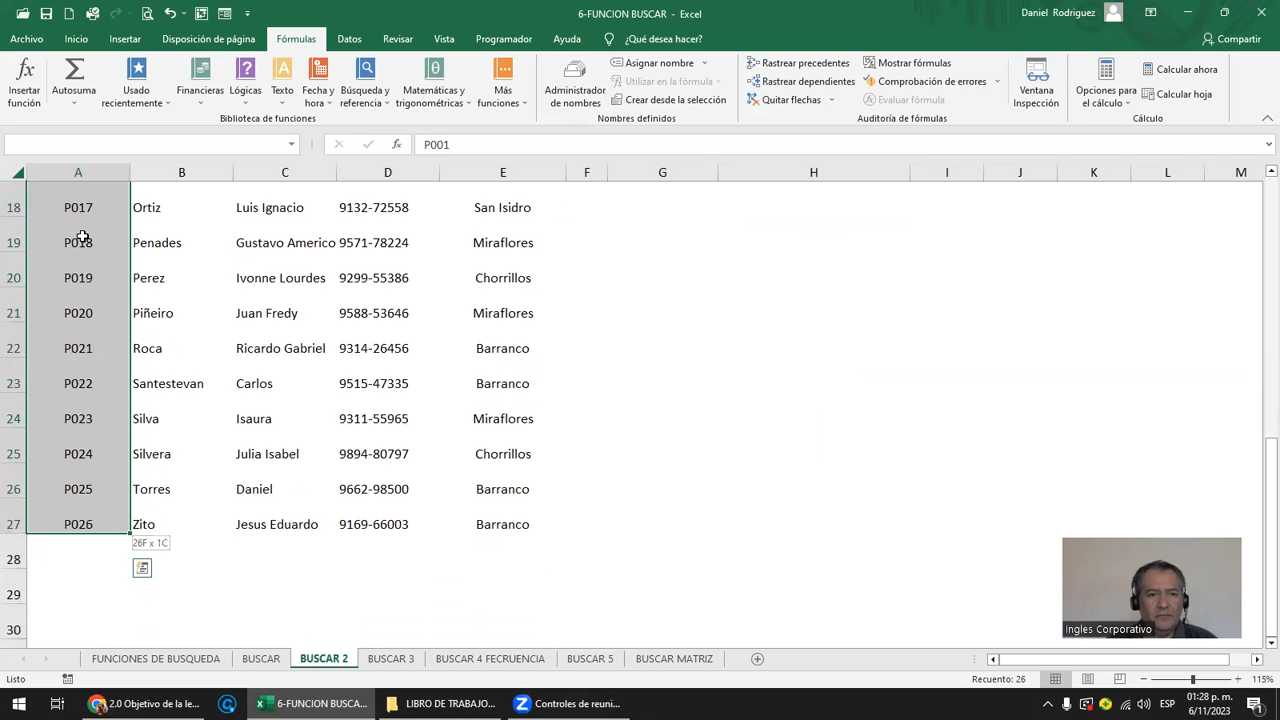 6-FUNCION BUSCAR - Excel
Daniel Rodriguez
Archivo Inicio Insertar Disposición de página Fórmulas Datos Revisar Vista Programador Ayuda ¿Qué desea hacer? Compartir
Insertar función
Autosuma
Usado recientemente
Financieras
Lógicas
Texto
Fecha y hora
Búsqueda y referencia
Matemáticas y trigonométricas
Más funciones
Biblioteca de funciones
Administrador de nombres
Asignar nombre
Utilizar en la fórmula
Crear desde la selección
Nombres definidos
Rastrear precedentes
Rastrear dependientes
Quitar flechas
Mostrar fórmulas
Comprobación de errores
Evaluar fórmula
Auditoría de fórmulas
Ventana Inspección
Opciones para el cálculo
Calcular ahora
Calcular hoja
Cálculo
fx P001
A B C D E F G H I J K L M
18 P017 Ortiz Luis Ignacio 9132-72558 San Isidro
19 P018 Penades Gustavo Americo 9571-78224 Miraflores
20 P019 Perez Ivonne Lourdes 9299-55386 Chorrillos
21 P020 Piñeiro Juan Fredy 9588-53646 Miraflores
22 P021 Roca Ricardo Gabriel 9314-26456 Barranco
23 P022 Santestevan Carlos 9515-47335 Barranco
24 P023 Silva Isaura 9311-55965 Miraflores
25 P024 Silvera Julia Isabel 9894-80797 Chorrillos
26 P025 Torres Daniel 9662-98500 Barranco
27 P026 Zito Jesus Eduardo 9169-66003 Barranco
26F x 1C
28
29
30
Ingles Corporativo
FUNCIONES DE BUSQUEDA BUSCAR BUSCAR 2 BUSCAR 3 BUSCAR 4 FECRUENCIA BUSCAR 5 BUSCAR MATRIZ
Listo Recuento: 26 115%
2.0 Objetivo de la le... 6-FUNCION BUSCA... LIBRO DE TRABAJO... Controles de reuni... ESP 01:28 p. m.
6/11/2023